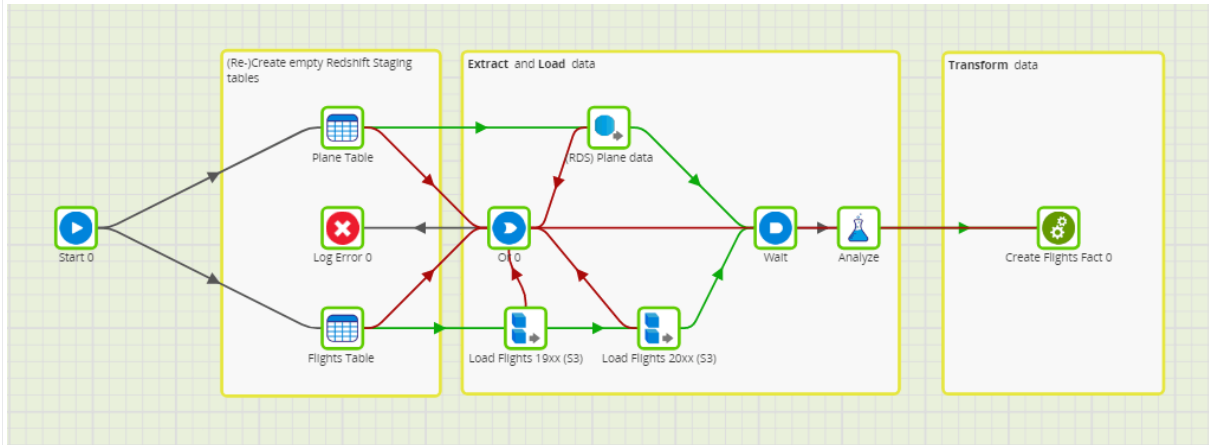 (Re-)Create empty Redshift Staging
tables
Extract and Load data
Transform data
Plane Table
(RDS) Plane data
Start 0
Log Error 0
Or 0
Wait
Analyze
Create Flights Fact 0
Flights Table
Load Flights 19xx (S3)
Load Flights 20xx (S3)